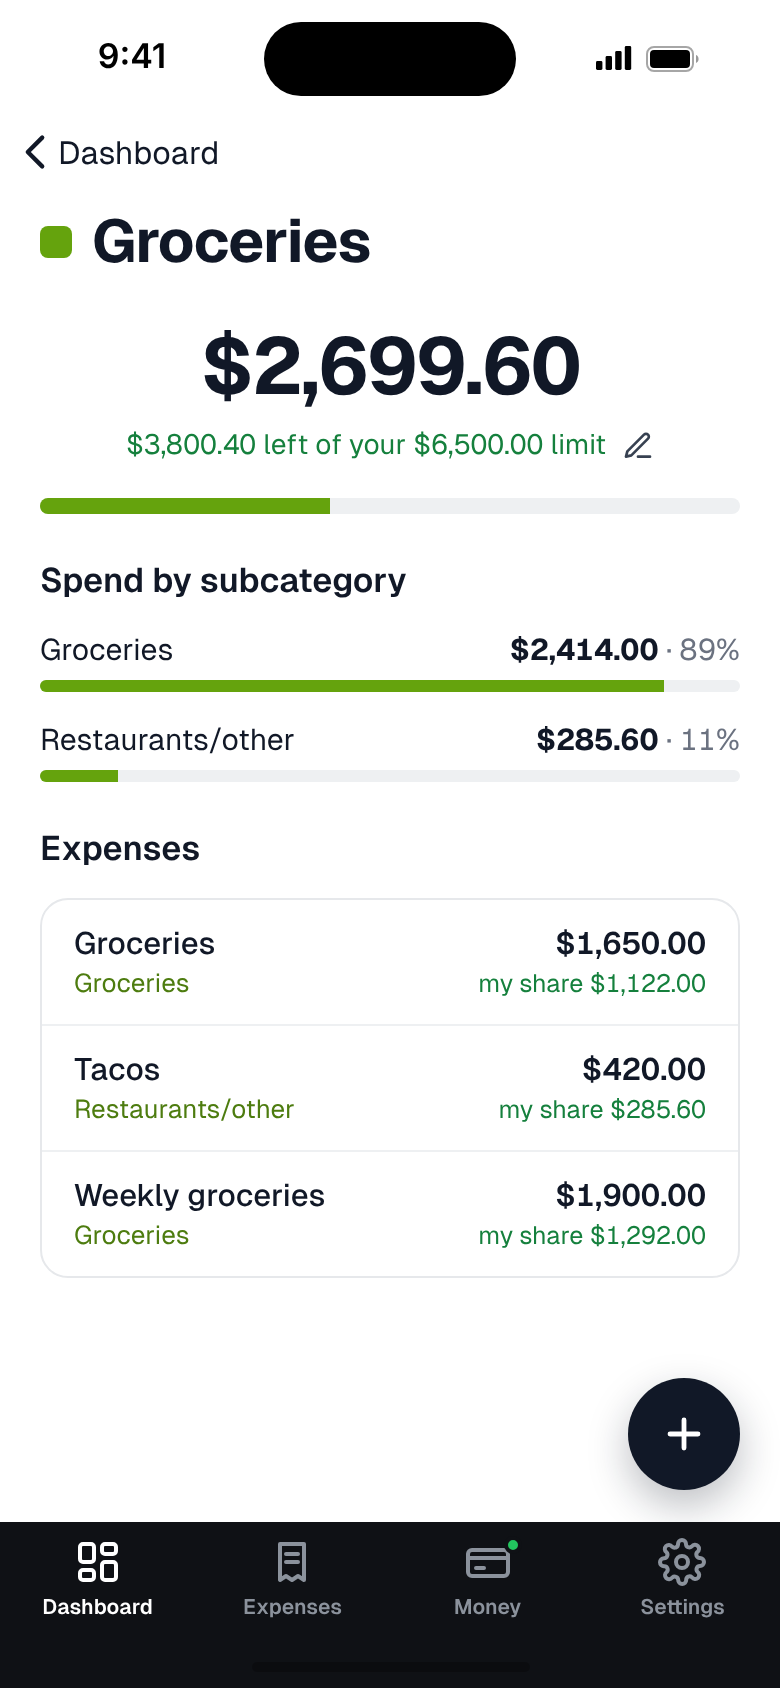 9:41
Dashboard
Groceries
$2,699.60
$3,800.40 left of your $6,500.00 limit
Spend by subcategory
Groceries $2,414.00 · 89%
Restaurants/other $285.60 · 11%
Expenses
Groceries $1,650.00
Groceries my share $1,122.00
Tacos $420.00
Restaurants/other my share $285.60
Weekly groceries $1,900.00
Groceries my share $1,292.00
Dashboard Expenses Money Settings